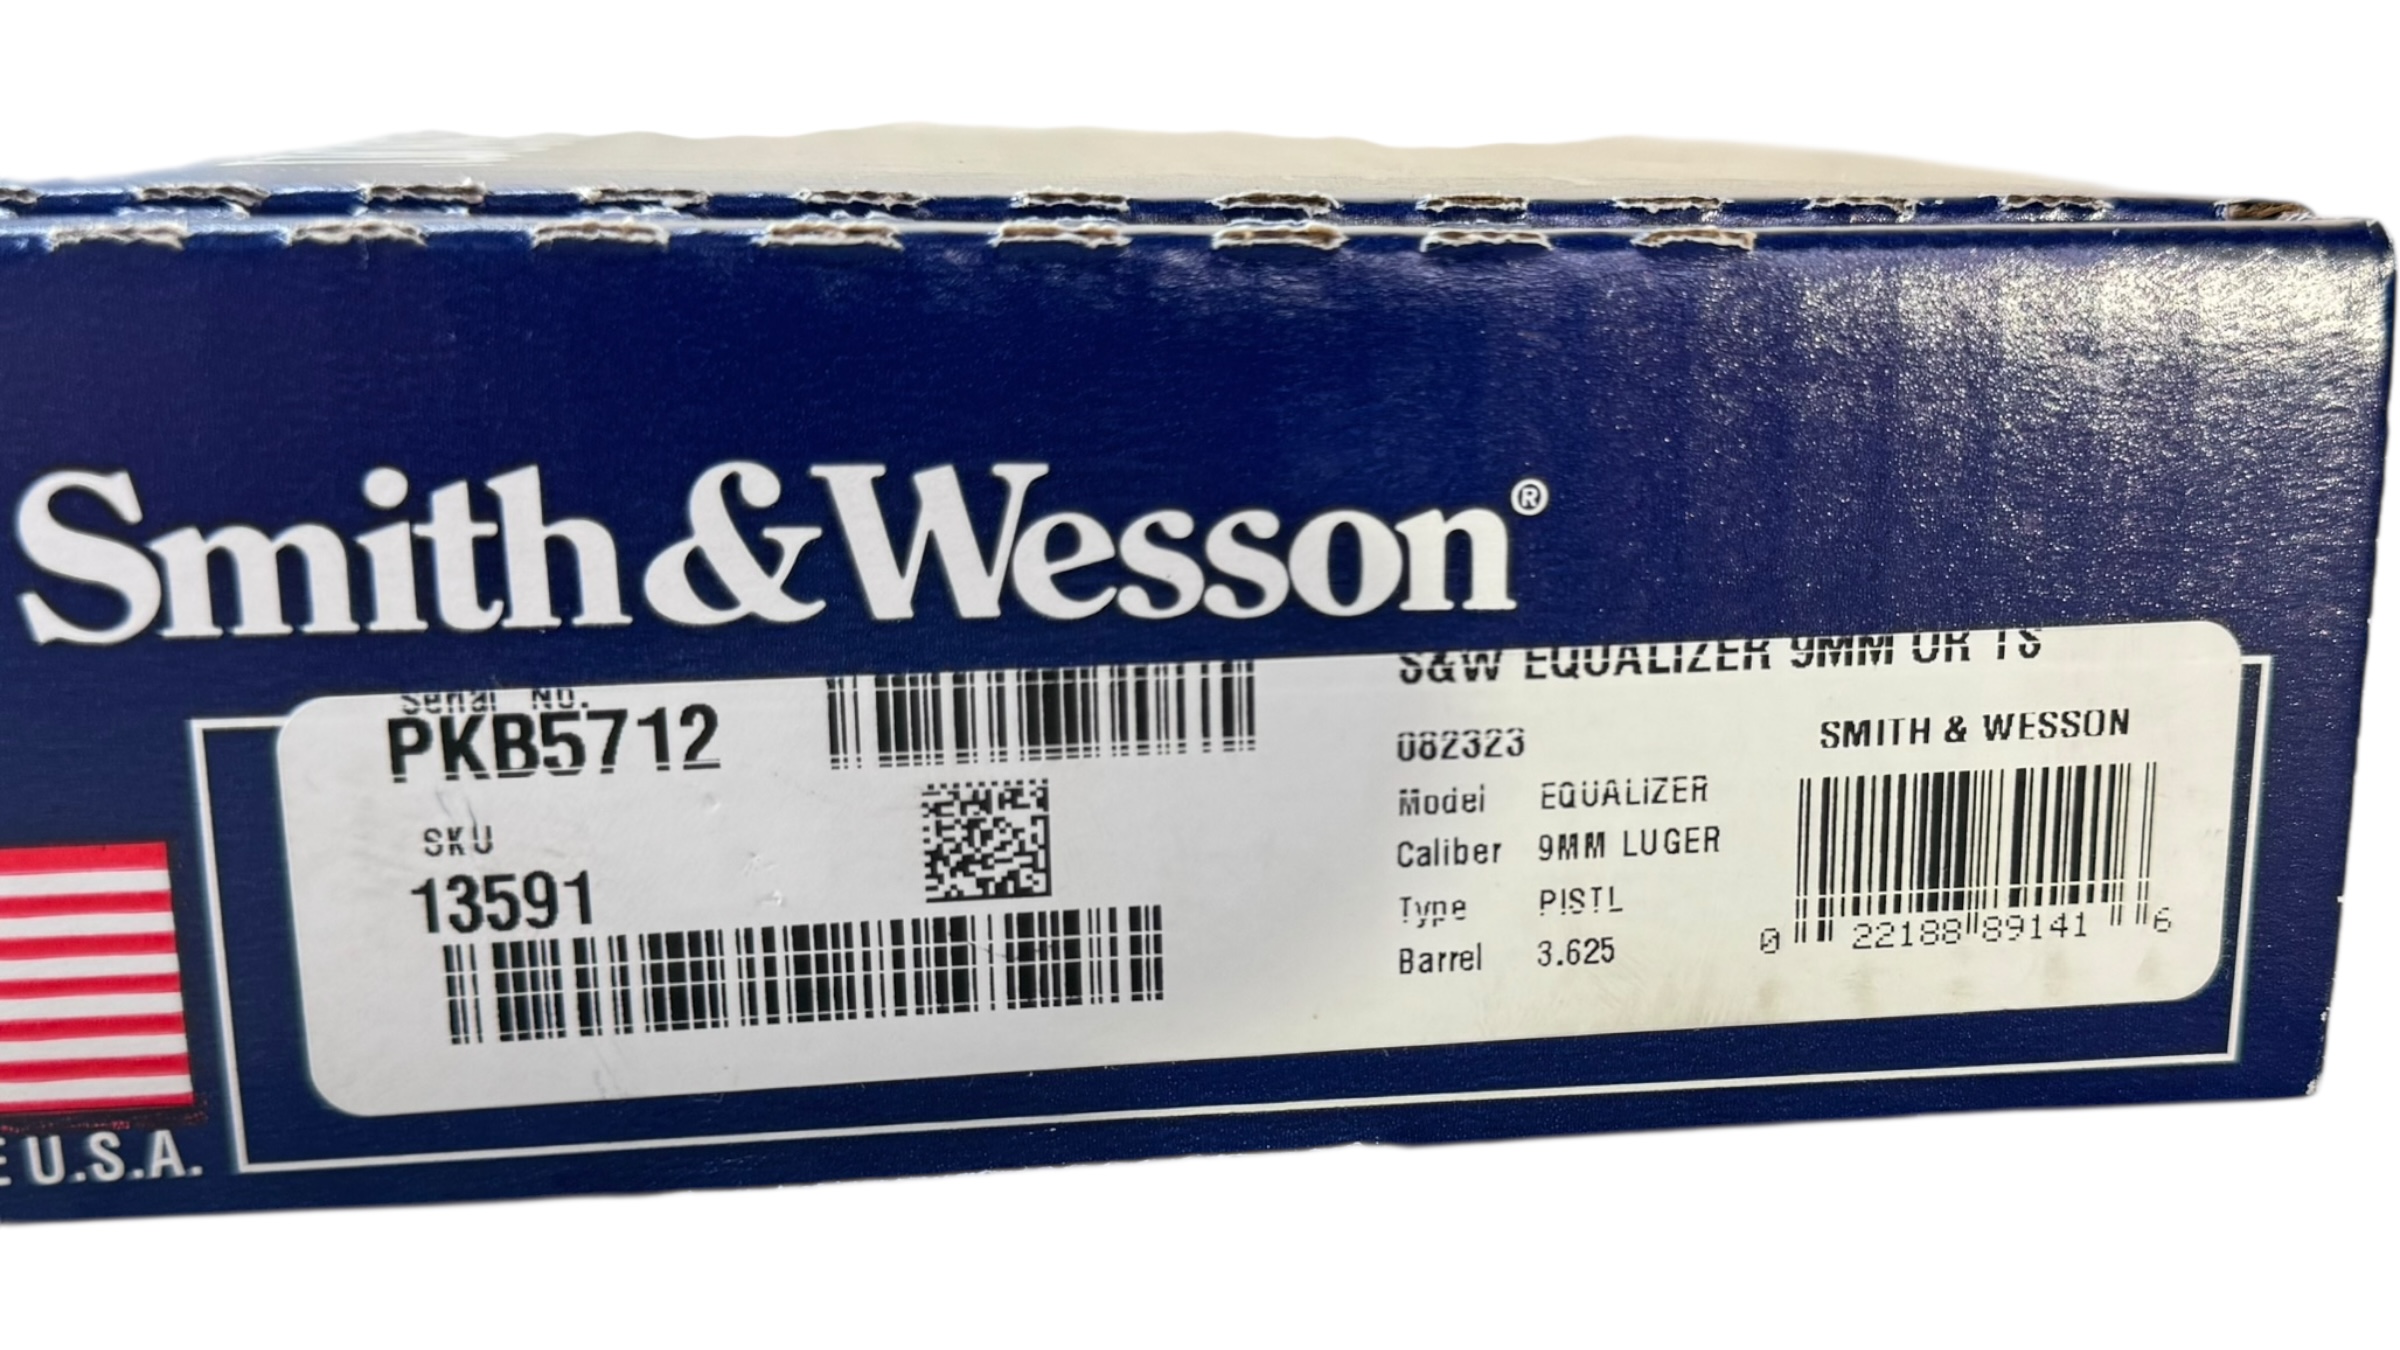 Smith & Wesson®
Serial No.
PKB5712
SKU
13591
S&W EQUALIZER 9MM OR TS
082323
Model EQUALIZER
Caliber 9MM LUGER
Type PISTL
Barrel 3.625
SMITH & WESSON
0 22188 89141 6
E U.S.A.